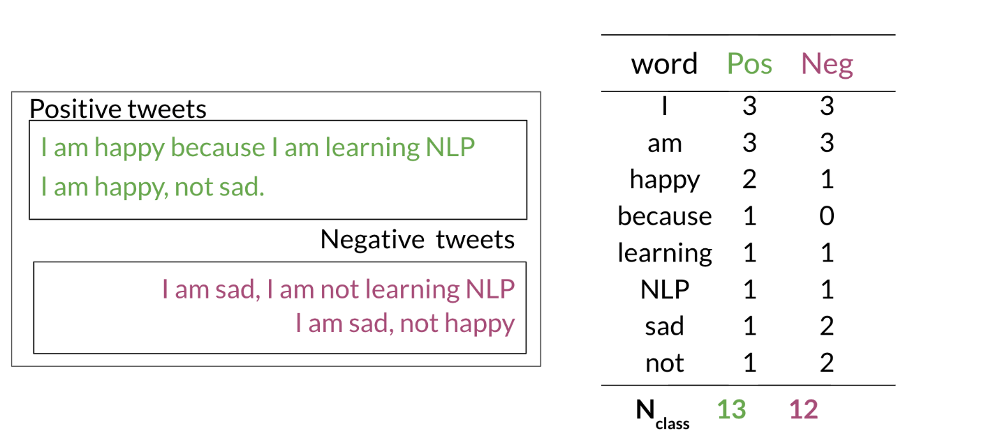 Positive tweets
I am happy because I am learning NLP
I am happy, not sad.
Negative tweets
I am sad, I am not learning NLP
I am sad, not happy
word Pos Neg
I 3 3
am 3 3
happy 2 1
because 1 0
learning 1 1
NLP 1 1
sad 1 2
not 1 2
Nclass 13 12